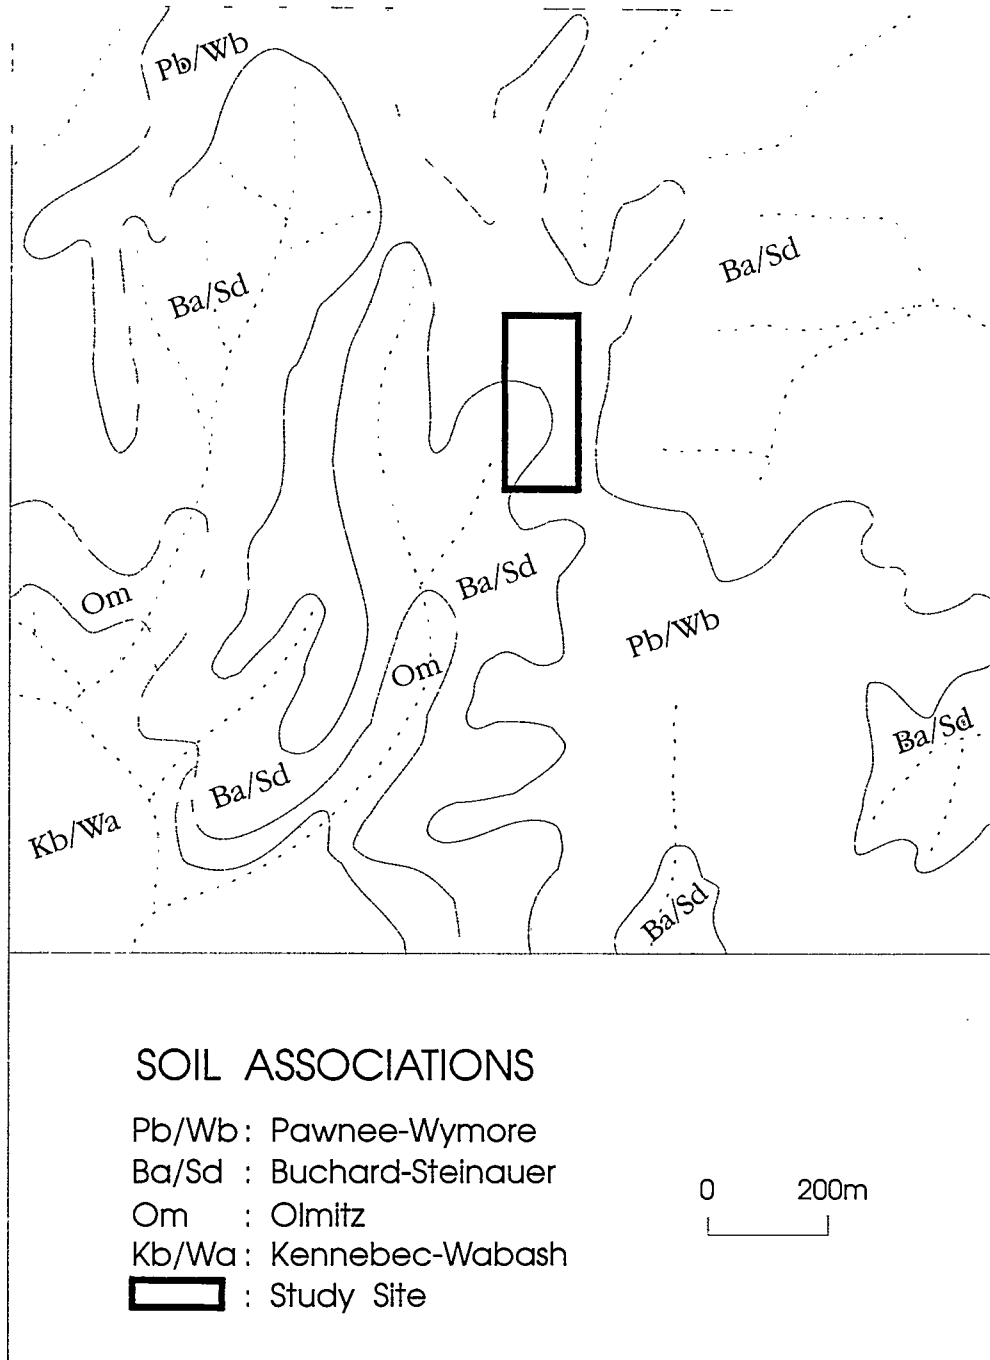 Pb/Wb
Ba/Sd
Ba/Sd
Om
Ba/Sd
Pb/Wb
Om
Ba/Sd
Ba/Sd
Kb/Wa
Ba/Sd
SOIL ASSOCIATIONS
Pb/Wb : Pawnee-Wymore
Ba/Sd : Buchard-Steinauer
Om : Olmitz
Kb/Wa : Kennebec-Wabash
: Study Site
0 200m